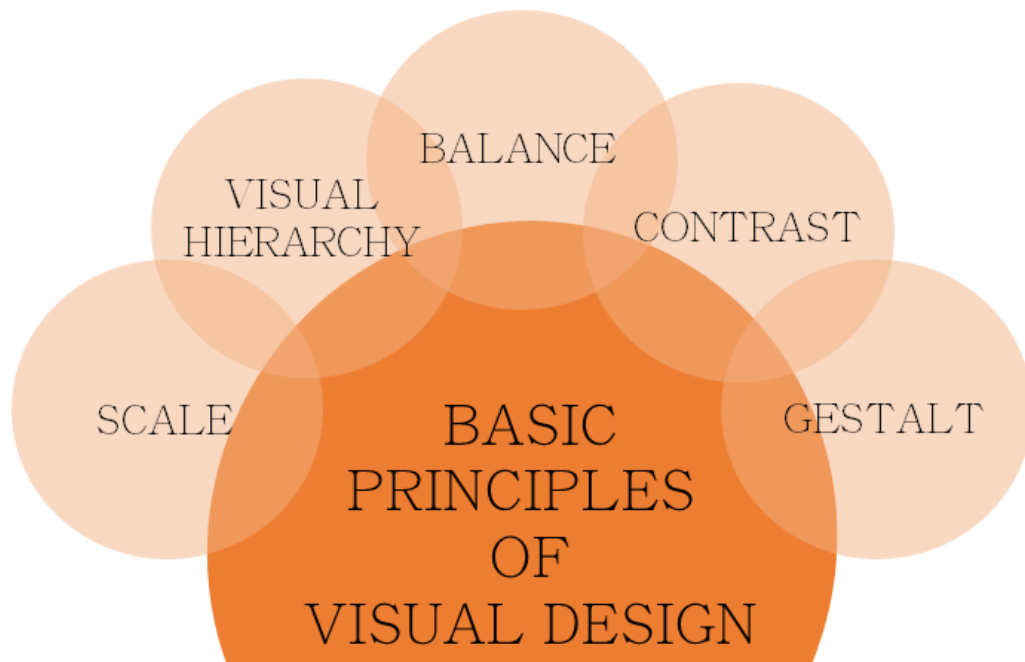 BALANCE
VISUAL
HIERARCHY
CONTRAST
SCALE
GESTALT
BASIC
PRINCIPLES
OF
VISUAL DESIGN